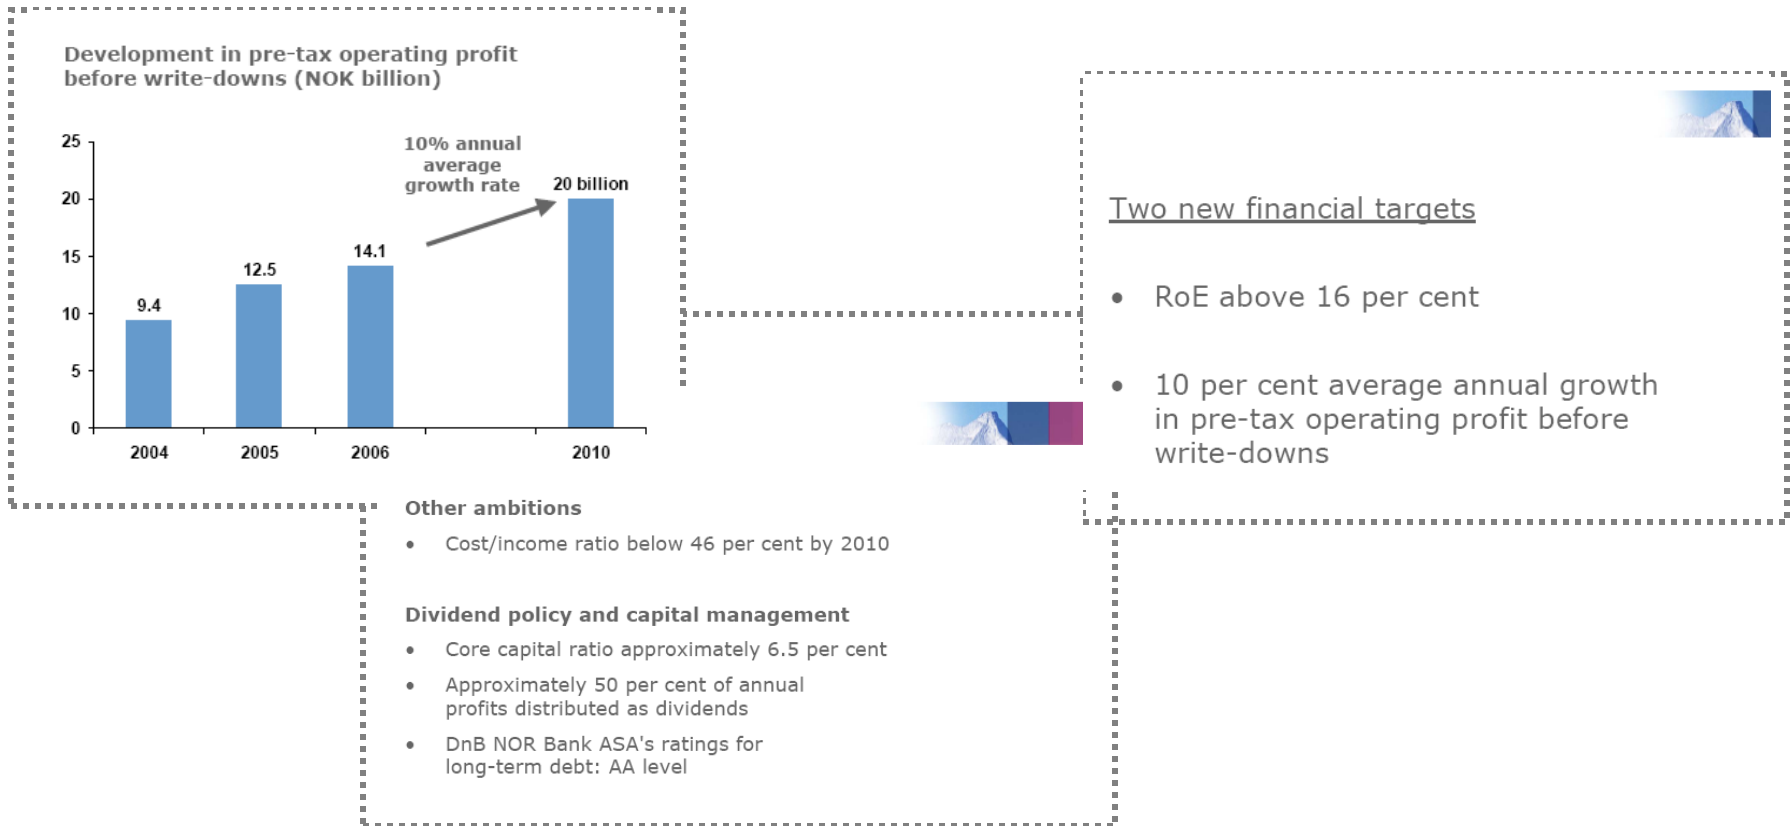 Development in pre-tax operating profit
before write-downs (NOK billion)
25
20
15
10
5
0
10% annual
average
growth rate
9.4
12.5
14.1
20 billion
2004
2005
2006
2010
Two new financial targets
• RoE above 16 per cent
• 10 per cent average annual growth
in pre-tax operating profit before
write-downs
Other ambitions
• Cost/income ratio below 46 per cent by 2010
Dividend policy and capital management
• Core capital ratio approximately 6.5 per cent
• Approximately 50 per cent of annual
profits distributed as dividends
• DnB NOR Bank ASA's ratings for
long-term debt: AA level